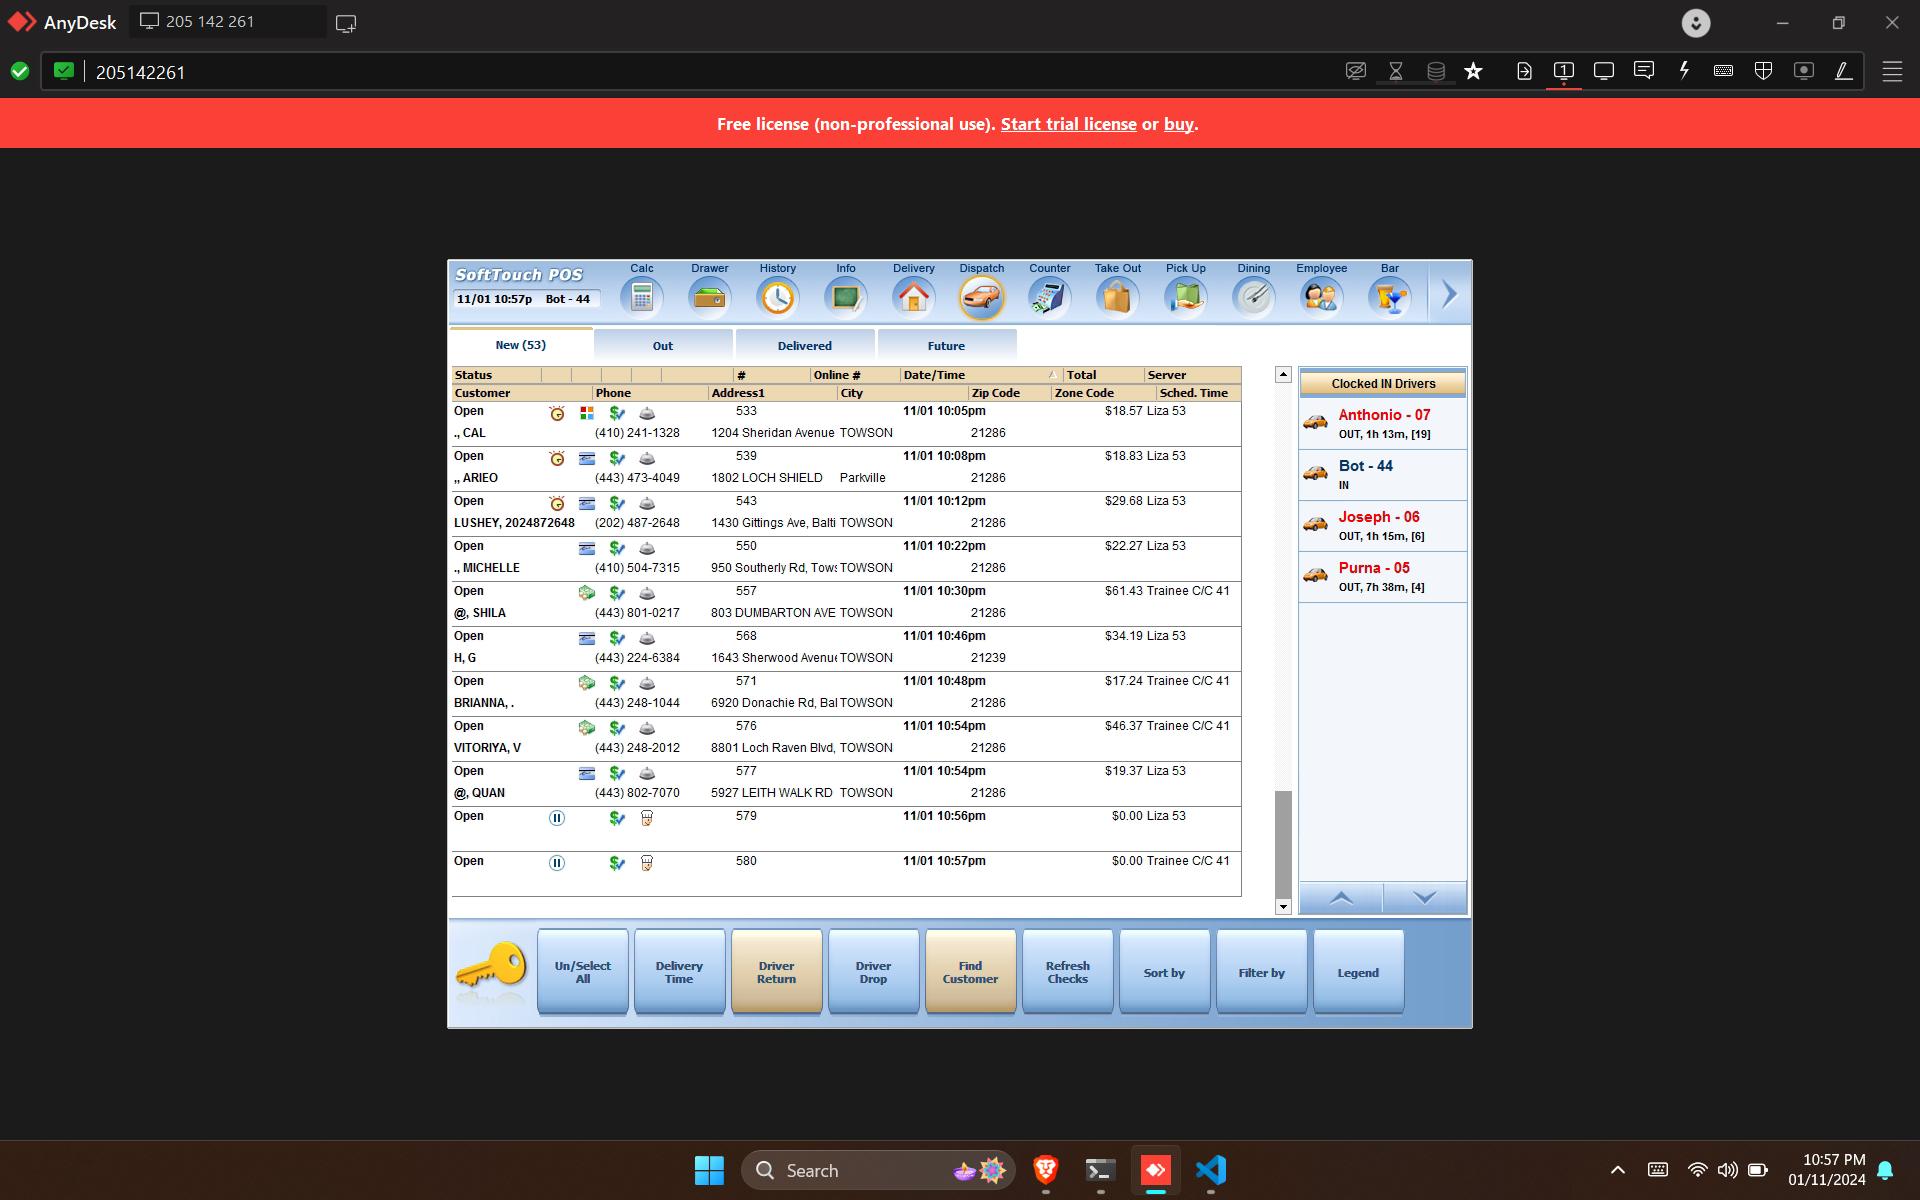 AnyDesk 205 142 261
205142261
1
Free license (non-professional use). Start trial license or buy.
SoftTouch POS
11/01 10:57p Bot - 44
Calc Drawer History Info Delivery Dispatch Counter Take Out Pick Up Dining Employee Bar
New (53) Out Delivered Future
Status # Online # Date/Time Total Server
Customer Phone Address1 City Zip Code Zone Code Sched. Time
Open 533 11/01 10:05pm $18.57 Liza 53
., CAL (410) 241-1328 1204 Sheridan Avenue TOWSON 21286
Open 539 11/01 10:08pm $18.83 Liza 53
,, ARIEO (443) 473-4049 1802 LOCH SHIELD Parkville 21286
Open 543 11/01 10:12pm $29.68 Liza 53
LUSHEY, 2024872648 (202) 487-2648 1430 Gittings Ave, Balti TOWSON 21286
Open 550 11/01 10:22pm $22.27 Liza 53
., MICHELLE (410) 504-7315 950 Southerly Rd, Tows TOWSON 21286
Open 557 11/01 10:30pm $61.43 Trainee C/C 41
@, SHILA (443) 801-0217 803 DUMBARTON AVE TOWSON 21286
Open 568 11/01 10:46pm $34.19 Liza 53
H, G (443) 224-6384 1643 Sherwood Avenu TOWSON 21239
Open 571 11/01 10:48pm $17.24 Trainee C/C 41
BRIANNA, . (443) 248-1044 6920 Donachie Rd, Bal TOWSON 21286
Open 576 11/01 10:54pm $46.37 Trainee C/C 41
VITORIYA, V (443) 248-2012 8801 Loch Raven Blvd, TOWSON 21286
Open 577 11/01 10:54pm $19.37 Liza 53
@, QUAN (443) 802-7070 5927 LEITH WALK RD TOWSON 21286
Open 579 11/01 10:56pm $0.00 Liza 53
Open 580 11/01 10:57pm $0.00 Trainee C/C 41
Clocked IN Drivers
Anthonio - 07
OUT, 1h 13m, [19]
Bot - 44
IN
Joseph - 06
OUT, 1h 15m, [6]
Purna - 05
OUT, 7h 38m, [4]
Un/Select All
Delivery Time
Driver Return
Driver Drop
Find Customer
Refresh Checks
Sort by
Filter by
Legend
Search
10:57 PM
01/11/2024